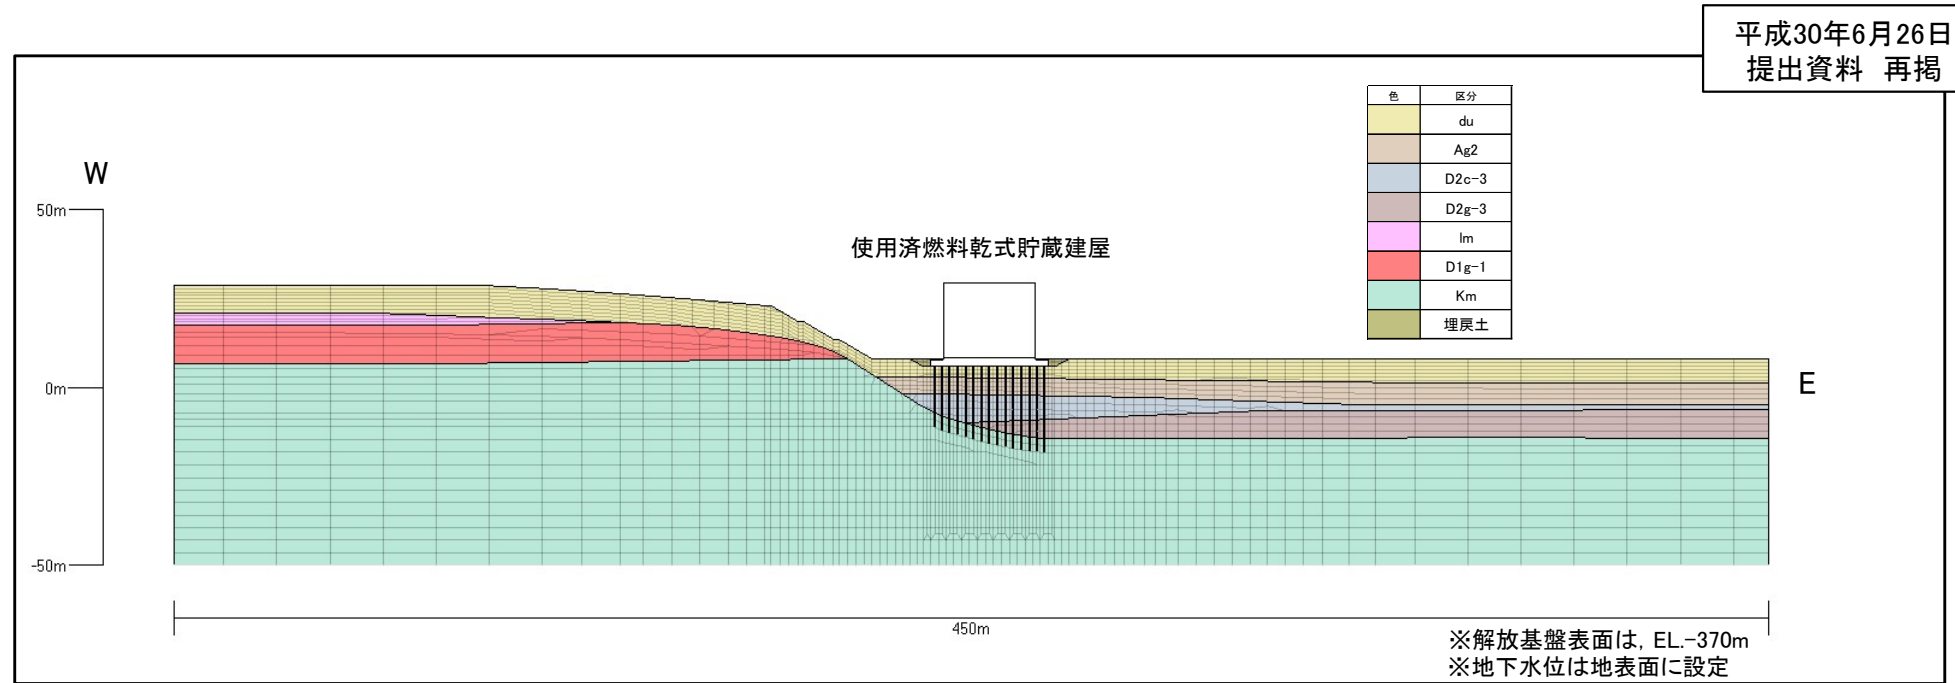 平成30年6月26日
提出資料 再掲
色 区分
du
Ag2
D2c-3
D2g-3
lm
D1g-1
Km
埋戻土
W
50m
0m
-50m
使用済燃料乾式貯蔵建屋
E
450m
※解放基盤表面は, EL.-370m
※地下水位は地表面に設定